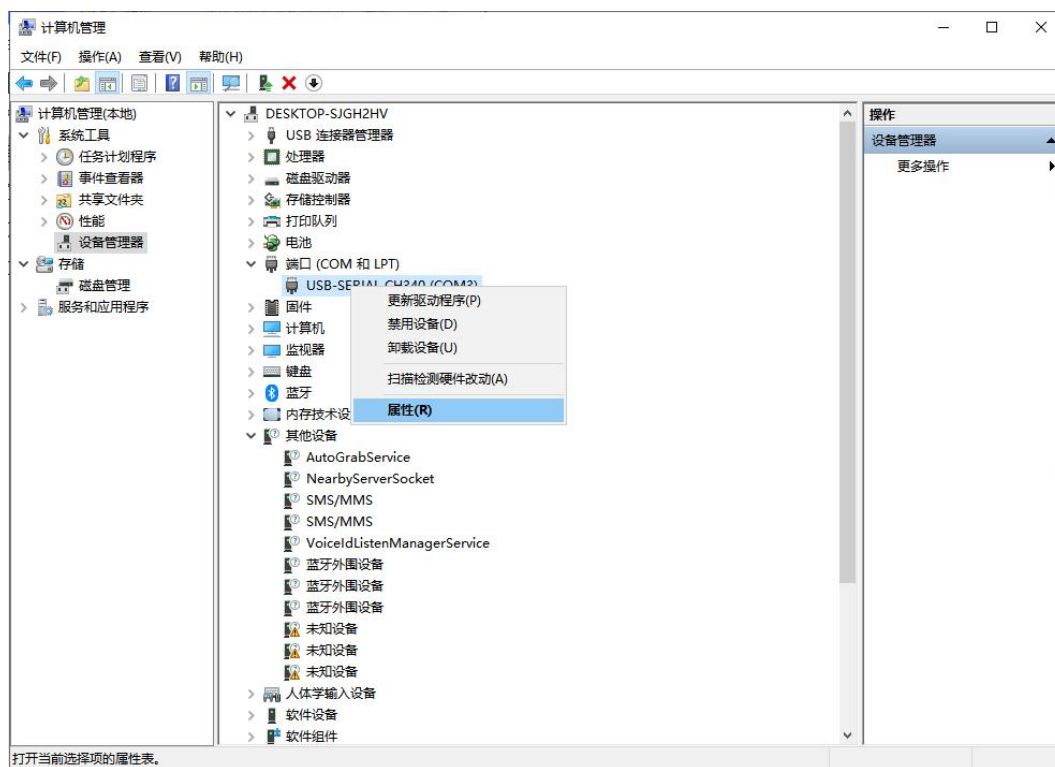 计算机管理
文件(F) 操作(A) 查看(V) 帮助(H)
计算机管理(本地)
系统工具
任务计划程序
事件查看器
共享文件夹
性能
设备管理器
存储
磁盘管理
服务和应用程序
DESKTOP-SJGH2HV
USB 连接器管理器
处理器
磁盘驱动器
存储控制器
打印队列
电池
端口 (COM 和 LPT)
USB-SERIAL CH340 (COM3)
固件
计算机
监视器
键盘
蓝牙
内存技术设
其他设备
AutoGrabService
NearbyServerSocket
SMS/MMS
SMS/MMS
VoiceIdListenManagerService
蓝牙外围设备
蓝牙外围设备
蓝牙外围设备
未知设备
未知设备
未知设备
人体学输入设备
软件设备
软件组件
更新驱动程序(P)
禁用设备(D)
卸载设备(U)
扫描检测硬件改动(A)
属性(R)
操作
设备管理器
更多操作
打开当前选择项的属性表。